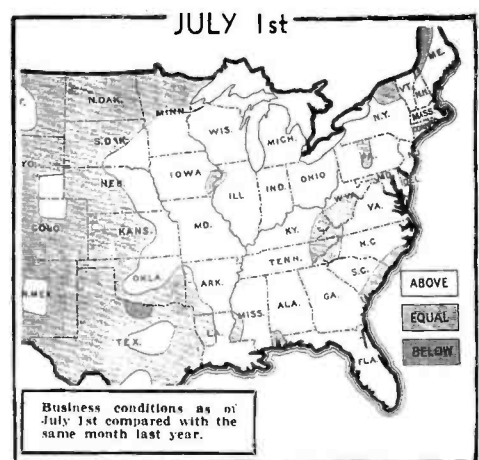 JULY 1st
ME.
N.DAK.
MINN.
VT.
N.H.
S.DAK.
WIS.
MICH.
N.Y.
MASS.
NEB.
IOWA
ILL
IND.
OHIO
MD.
W.VA.
VA.
COLO
KANS.
MO.
KY.
N.C.
TENN.
OKLA.
ARK.
S.C.
N.MEX.
MISS.
ALA.
GA.
TEX.
LA.
FLA.
ABOVE
EQUAL
BELOW
Business conditions as of
July 1st compared with the
same month last year.